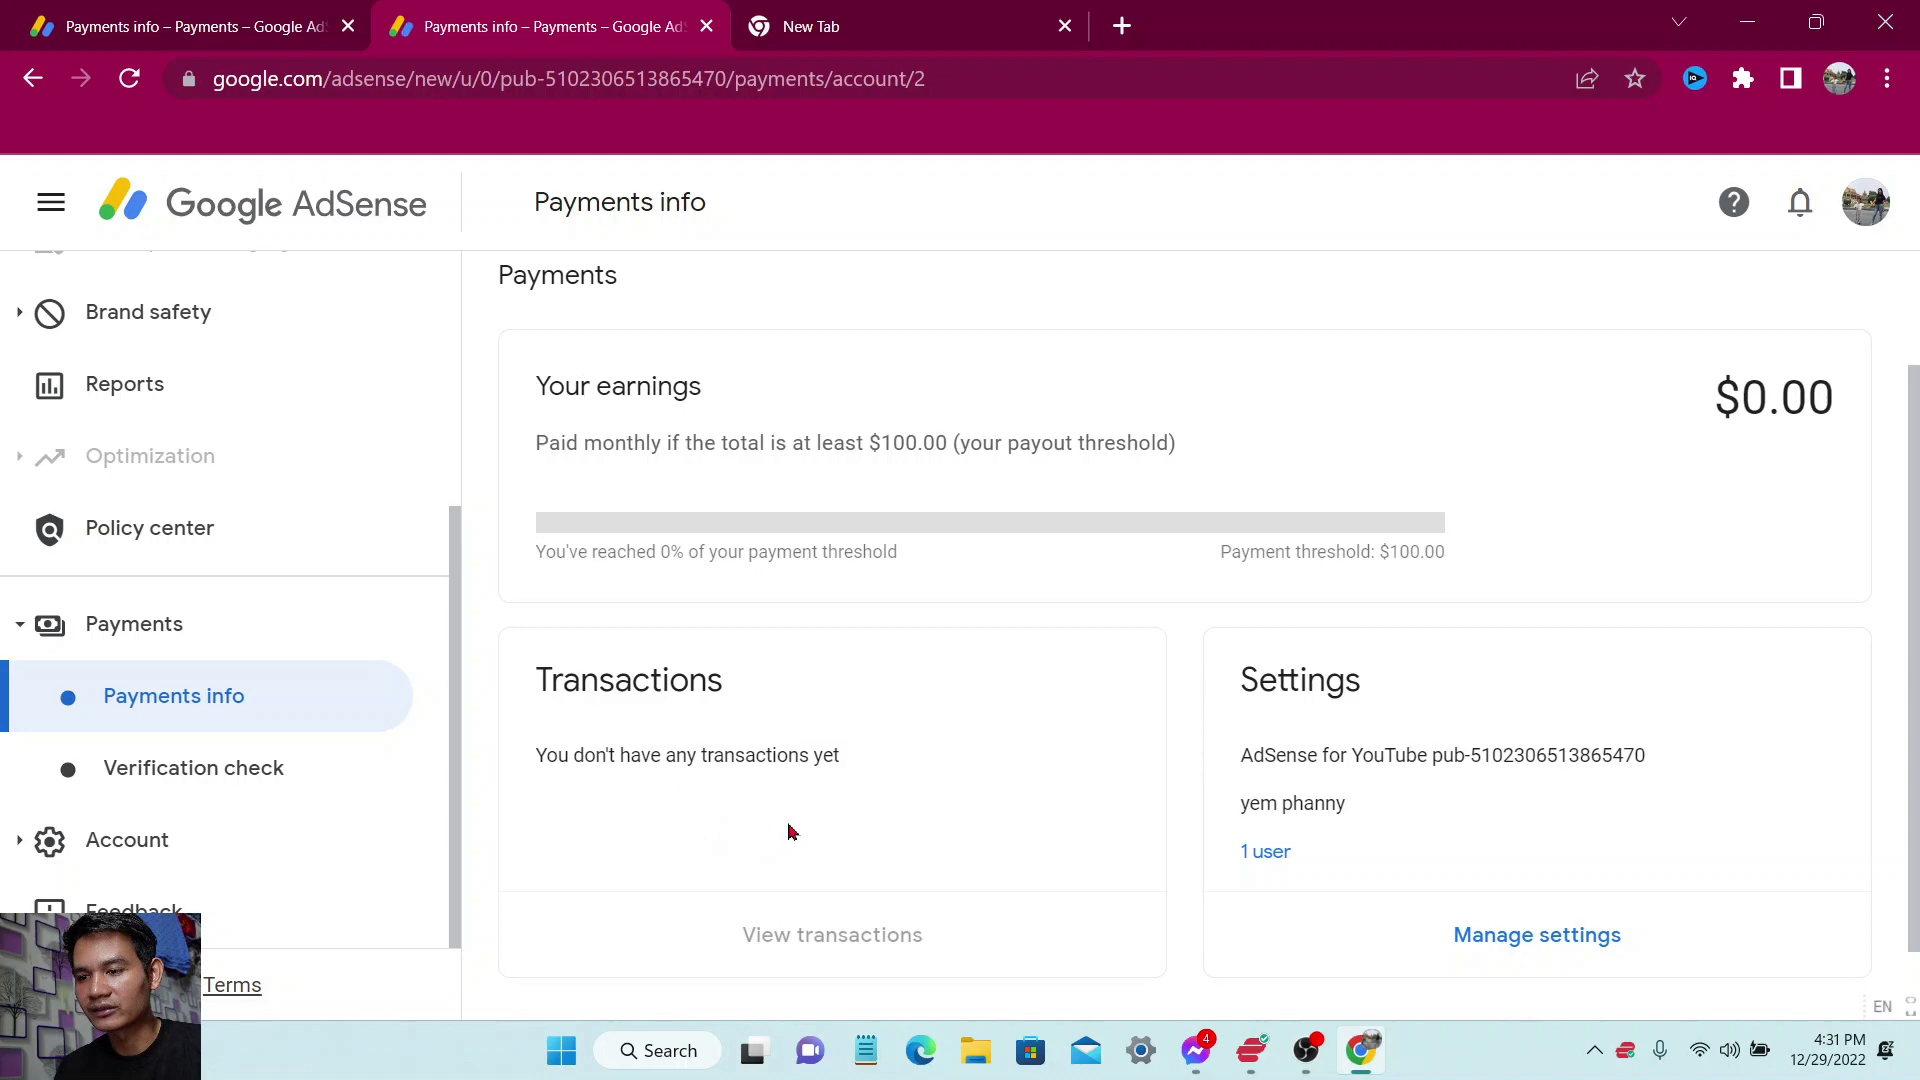 Payments info – Payments – Google Ad
Payments info – Payments – Google Ad
New Tab
google.com/adsense/new/u/0/pub-5102306513865470/payments/account/2
Google AdSense
Payments info
Brand safety
Reports
Optimization
Policy center
Payments
Payments info
Verification check
Account
Feedback
Terms
Payments
Your earnings
$0.00
Paid monthly if the total is at least $100.00 (your payout threshold)
You've reached 0% of your payment threshold
Payment threshold: $100.00
Transactions
You don't have any transactions yet
View transactions
Settings
AdSense for YouTube pub-5102306513865470
yem phanny
1 user
Manage settings
EN
Search
4
4:31 PM
12/29/2022